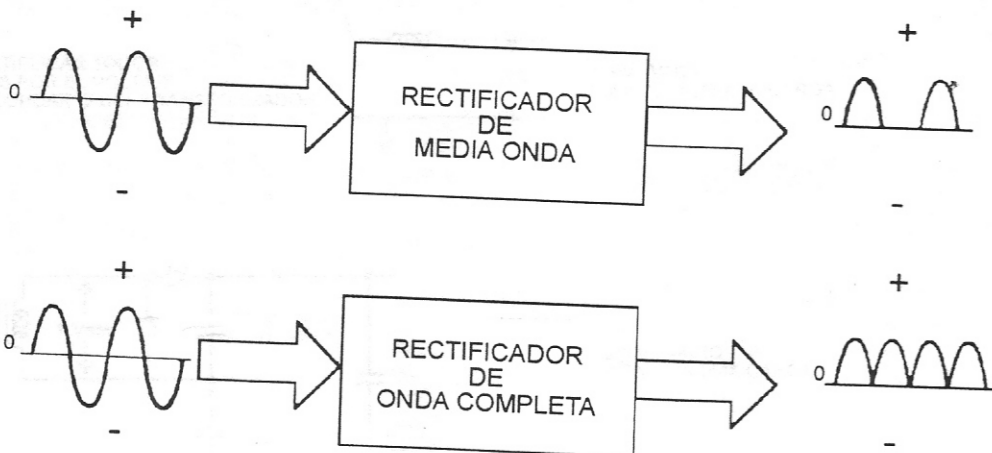 +
+
0
RECTIFICADOR
DE
MEDIA ONDA
0
-
-
+
+
0
RECTIFICADOR
DE
ONDA COMPLETA
0
-
-